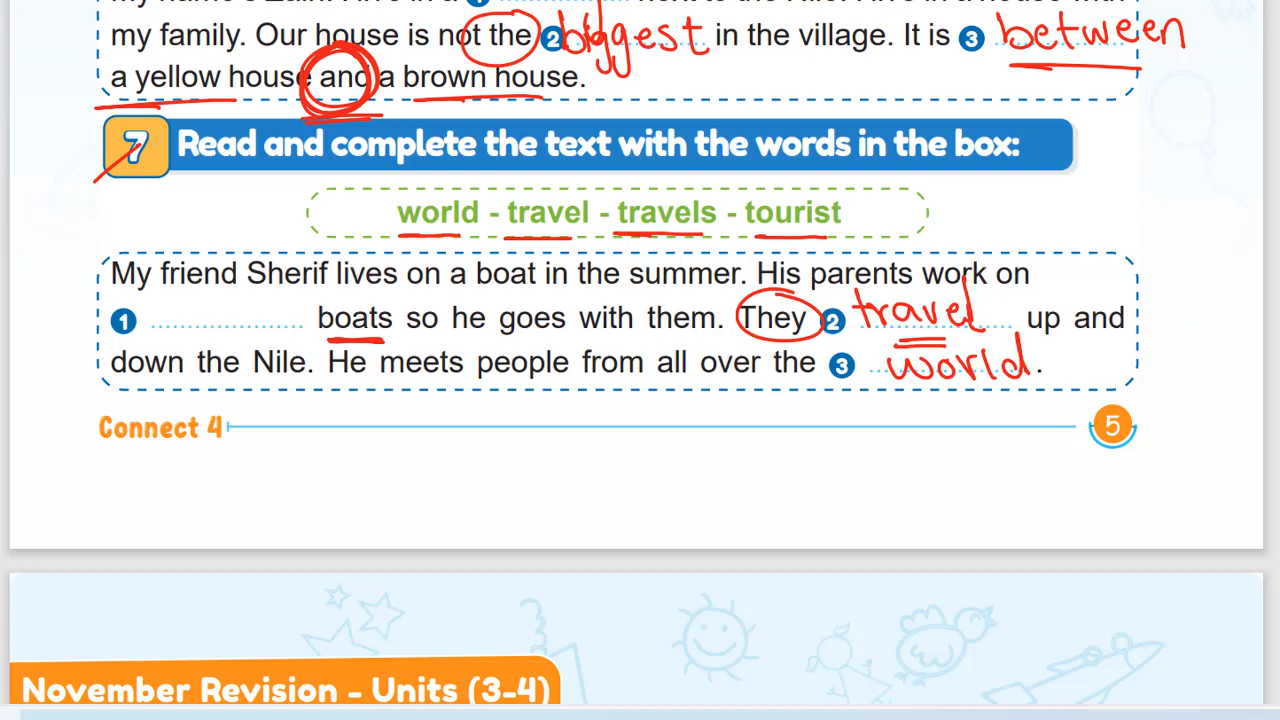 my family. Our house is not the 2 biggest in the village. It is 3 between
a yellow house and a brown house.
7 Read and complete the text with the words in the box:
world - travel - travels - tourist
My friend Sherif lives on a boat in the summer. His parents work on
1 ........................ boats so he goes with them. They 2 travel up and
down the Nile. He meets people from all over the 3 world.
Connect 4
5
November Revision - Units (3-4)